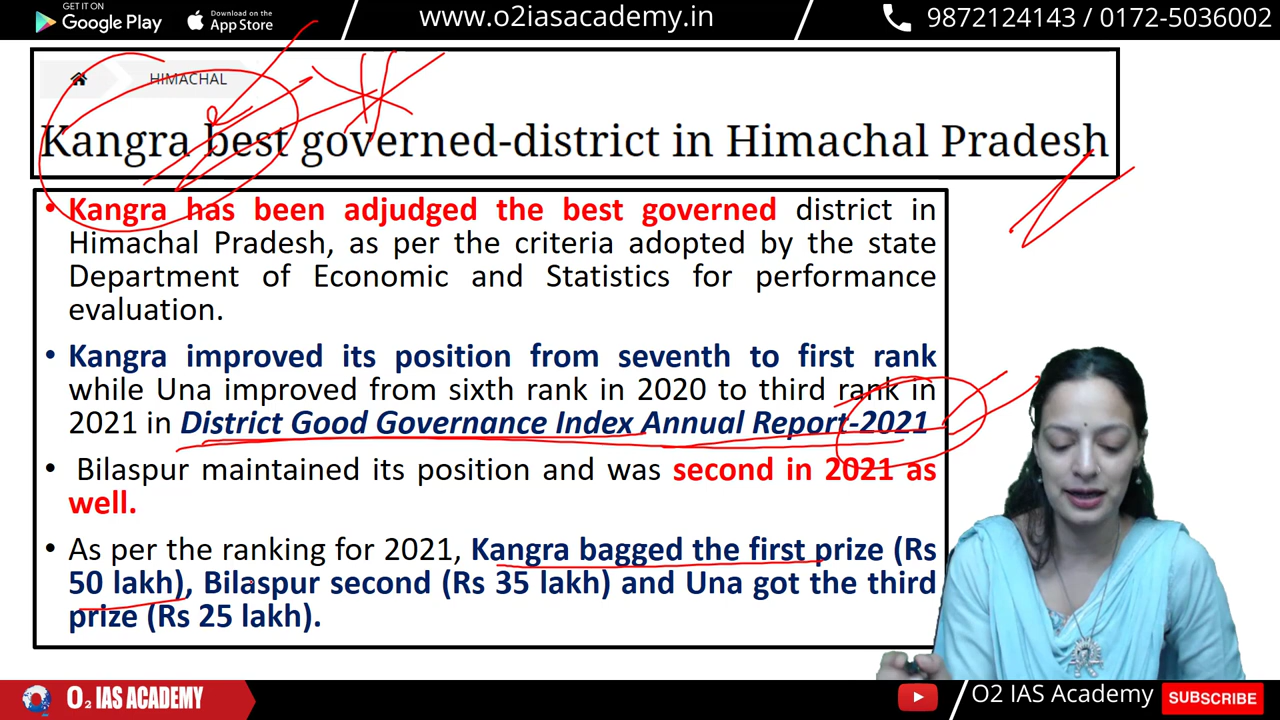 GET IT ON
Google Play
Download on the
App Store
www.o2iasacademy.in
9872124143 / 0172-5036002
HIMACHAL
Kangra best governed-district in Himachal Pradesh
• Kangra has been adjudged the best governed district in
Himachal Pradesh, as per the criteria adopted by the state
Department of Economic and Statistics for performance
evaluation.
• Kangra improved its position from seventh to first rank
while Una improved from sixth rank in 2020 to third rank in
2021 in District Good Governance Index Annual Report-2021
• Bilaspur maintained its position and was second in 2021 as
well.
• As per the ranking for 2021, Kangra bagged the first prize (Rs
50 lakh), Bilaspur second (Rs 35 lakh) and Una got the third
prize (Rs 25 lakh).
O2 IAS ACADEMY
O2 IAS Academy
SUBSCRIBE